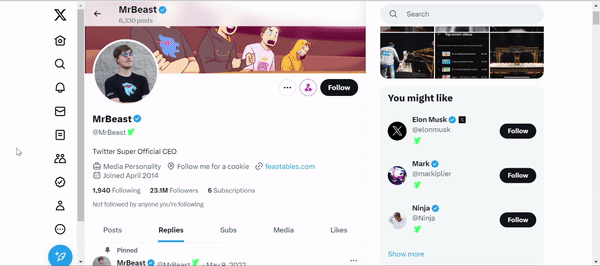 MrBeast
6,330 posts
Follow
MrBeast
@MrBeast
Twitter Super Official CEO
Media Personality Follow me for a cookie feastables.com
Joined April 2014
1,940 Following 23.1M Followers 6 Subscriptions
Not followed by anyone you're following
Posts Replies Subs Media Likes
Pinned
MrBeast @MrBeast · May 9, 2022
Search
You might like
Elon Musk
@elonmusk
Follow
Mark
@markiplier
Follow
Ninja
@Ninja
Follow
Show more